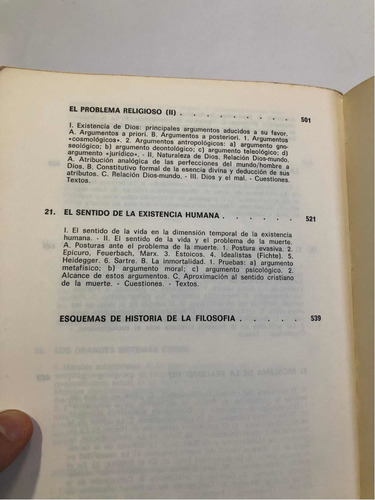 EL PROBLEMA RELIGIOSO (II) . . . . . . . . . 501
I. Existencia de Dios: principales argumentos aducidos a su favor.
A. Argumentos a priori. B. Argumentos a posteriori. 1. Argumentos
«cosmológicos». 2. Argumentos antropológicos: a) argumento gno-
seológico; b) argumento deontológico; c) argumento teleológico; d)
argumento «jurídico». - II, Naturaleza de Dios. Relación Dios-mundo.
A. Atribución analógica de las perfecciones del mundo/hombre a
Dios. B. Constitutivo formal de la esencia divina y deducción de sus
atributos. C. Relación Dios-mundo. - III. Dios y el mal. - Cuestiones.
Textos.
21. EL SENTIDO DE LA EXISTENCIA HUMANA . . . . . . 521
I. El sentido de la vida en la dimensión temporal de la existencia
humana. - II. El sentido de la vida y el problema de la muerte.
A. Posturas ante el problema de la muerte. 1. Postura evasiva. 2.
Epicuro, Feuerbach, Marx. 3. Estoicos. 4. Idealistas (Fichte). 5.
Heidegger. 6. Sartre. B. La inmortalidad. 1. Pruebas: a) argumento
metafísico; b) argumento moral; c) argumento psicológico. 2.
Alcance de estos argumentos. C. Aproximación al sentido cristiano
de la muerte. - Cuestiones. - Textos.
ESQUEMAS DE HISTORIA DE LA FILOSOFIA . . . . . 539